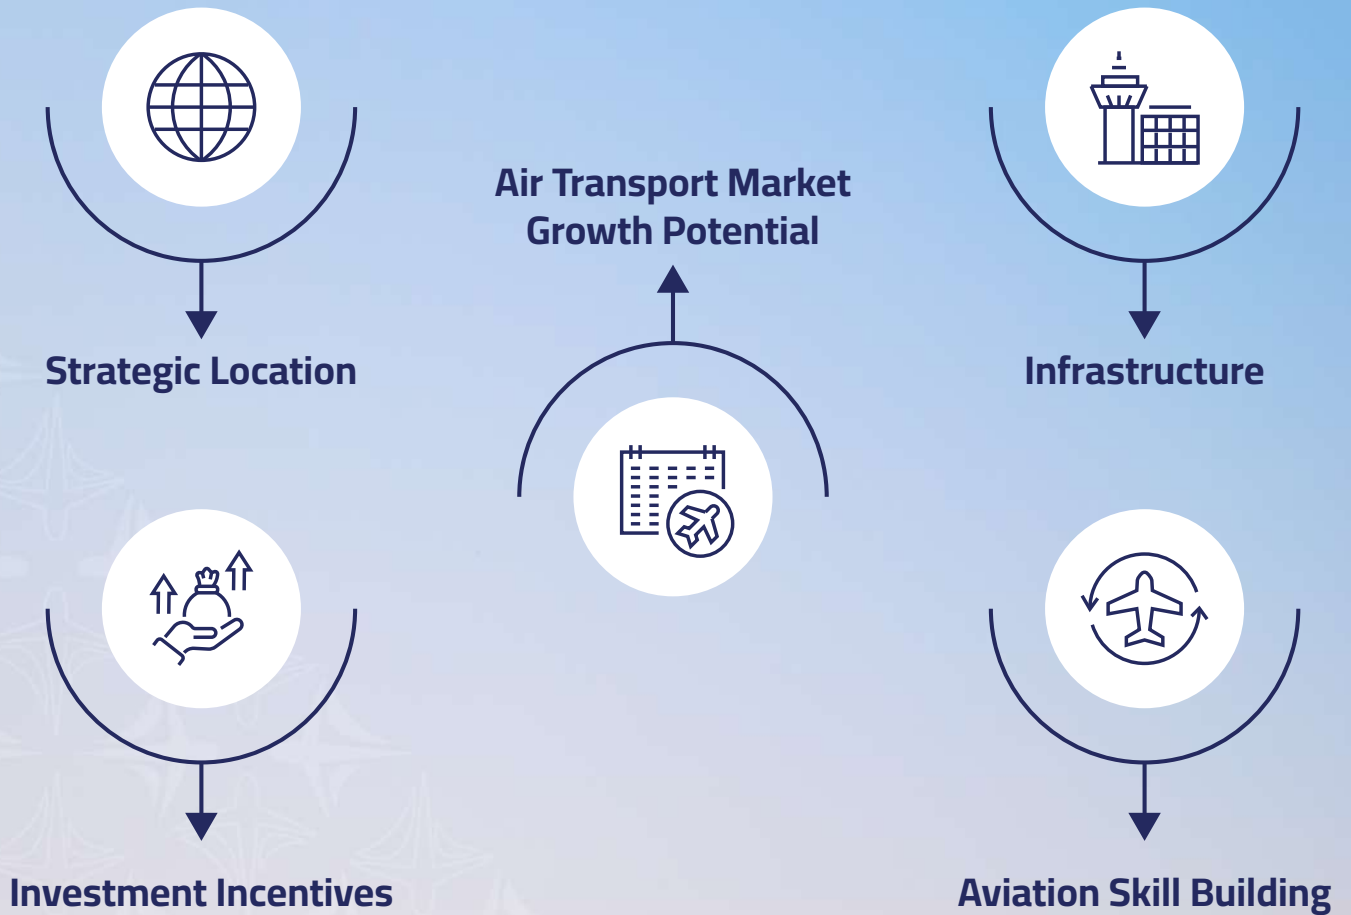 Air Transport Market
Growth Potential
Strategic Location
Infrastructure
Investment Incentives
Aviation Skill Building